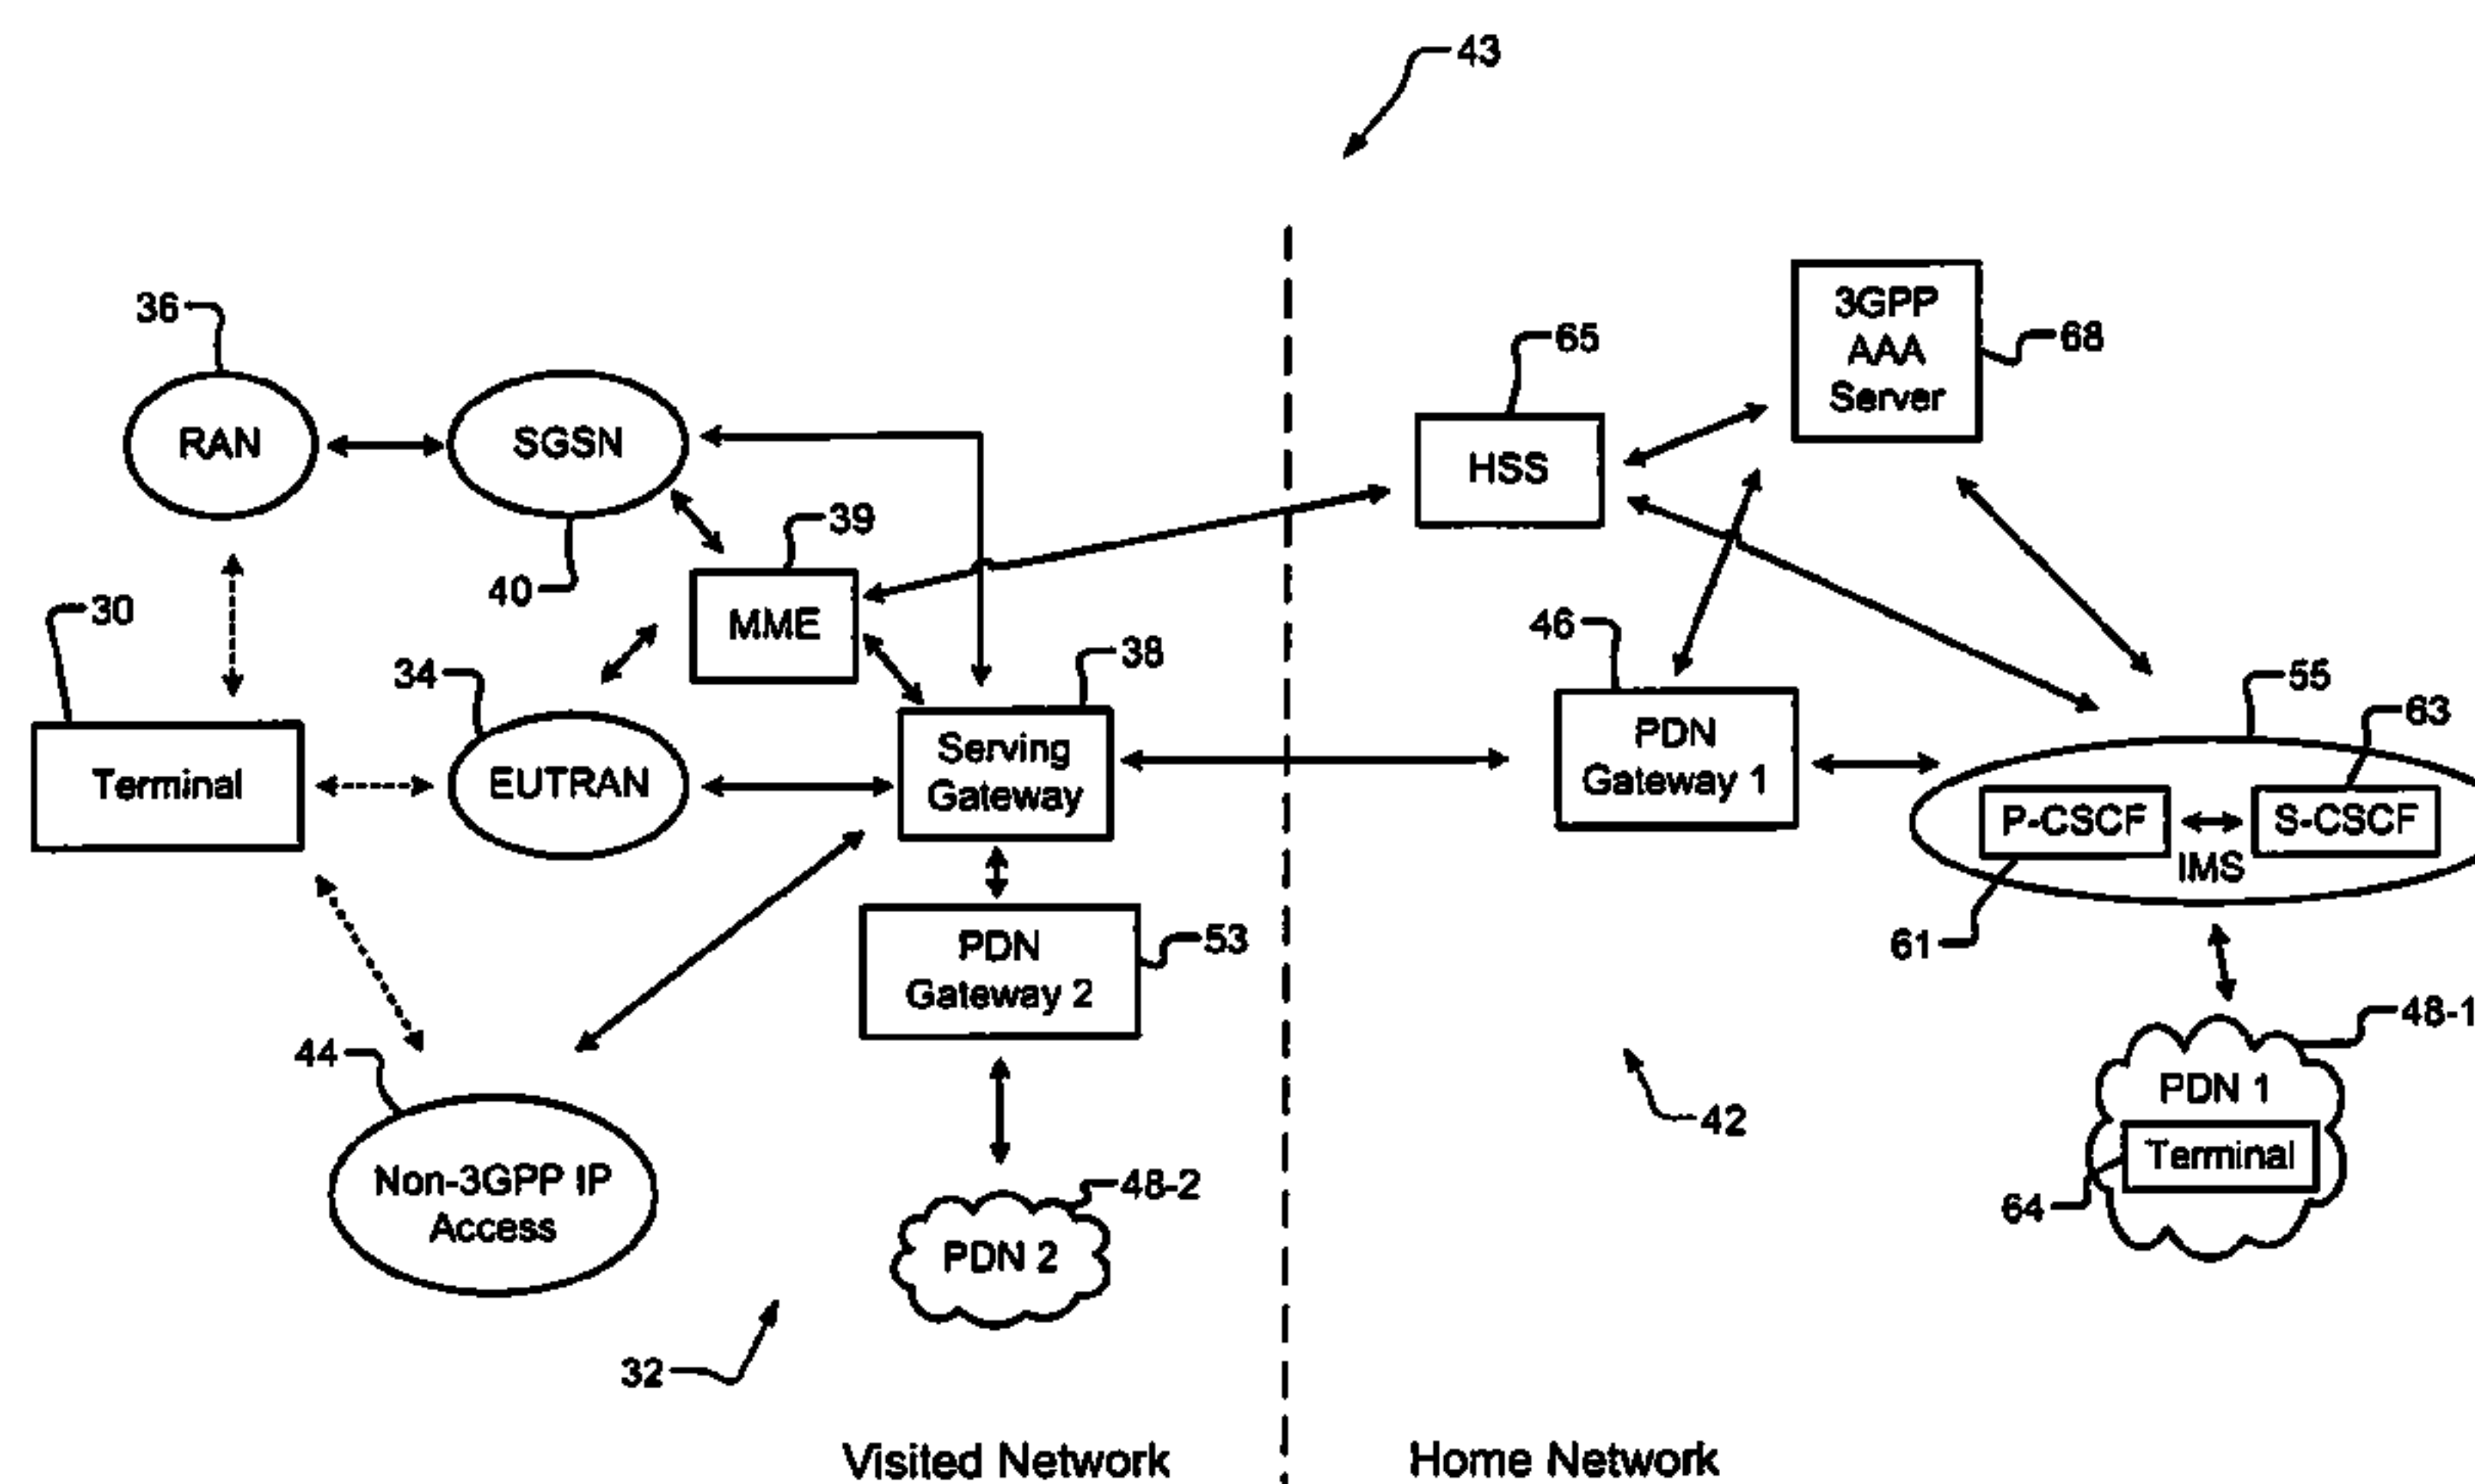 43
36
RAN
SGSN
40
39
MME
65
HSS
3GPP
AAA
Server
68
30
Terminal
34
EUTRAN
38
Serving
Gateway
46
PDN
Gateway 1
55
63
P-CSCF
S-CSCF
IMS
61
PDN
Gateway 2
53
44
Non-3GPP IP
Access
48-2
PDN 2
42
48-1
PDN 1
Terminal
64
32
Visited Network
Home Network